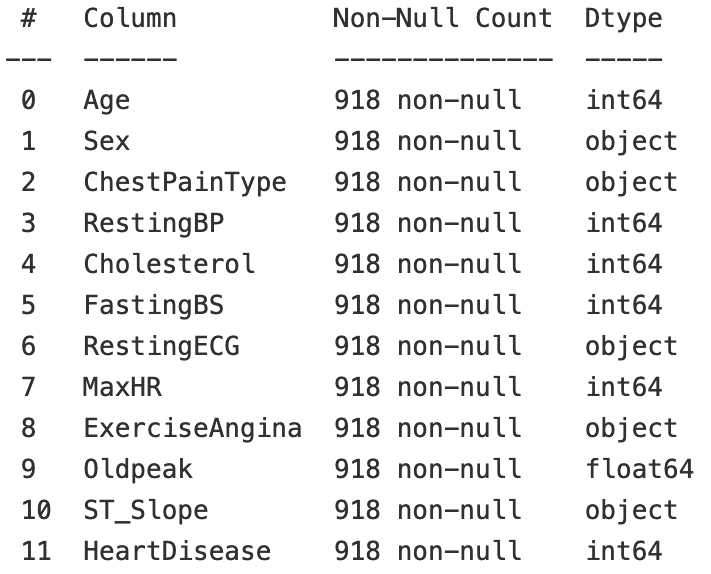 #   Column          Non-Null Count  Dtype
---  ------          --------------  -----
0   Age             918 non-null    int64
1   Sex             918 non-null    object
2   ChestPainType   918 non-null    object
3   RestingBP       918 non-null    int64
4   Cholesterol     918 non-null    int64
5   FastingBS       918 non-null    int64
6   RestingECG      918 non-null    object
7   MaxHR           918 non-null    int64
8   ExerciseAngina  918 non-null    object
9   Oldpeak         918 non-null    float64
10  ST_Slope        918 non-null    object
11  HeartDisease    918 non-null    int64